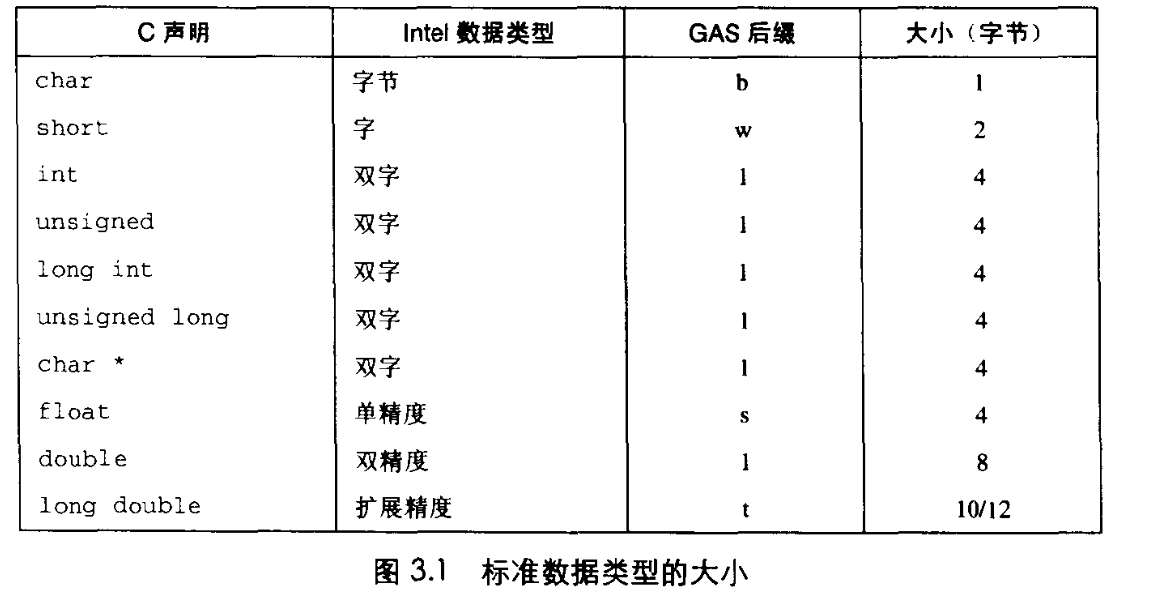 C 声明 Intel 数据类型 GAS 后缀 大小（字节）
char 字节 b 1
short 字 w 2
int 双字 l 4
unsigned 双字 l 4
long int 双字 l 4
unsigned long 双字 l 4
char * 双字 l 4
float 单精度 s 4
double 双精度 l 8
long double 扩展精度 t 10/12
图 3.1 标准数据类型的大小